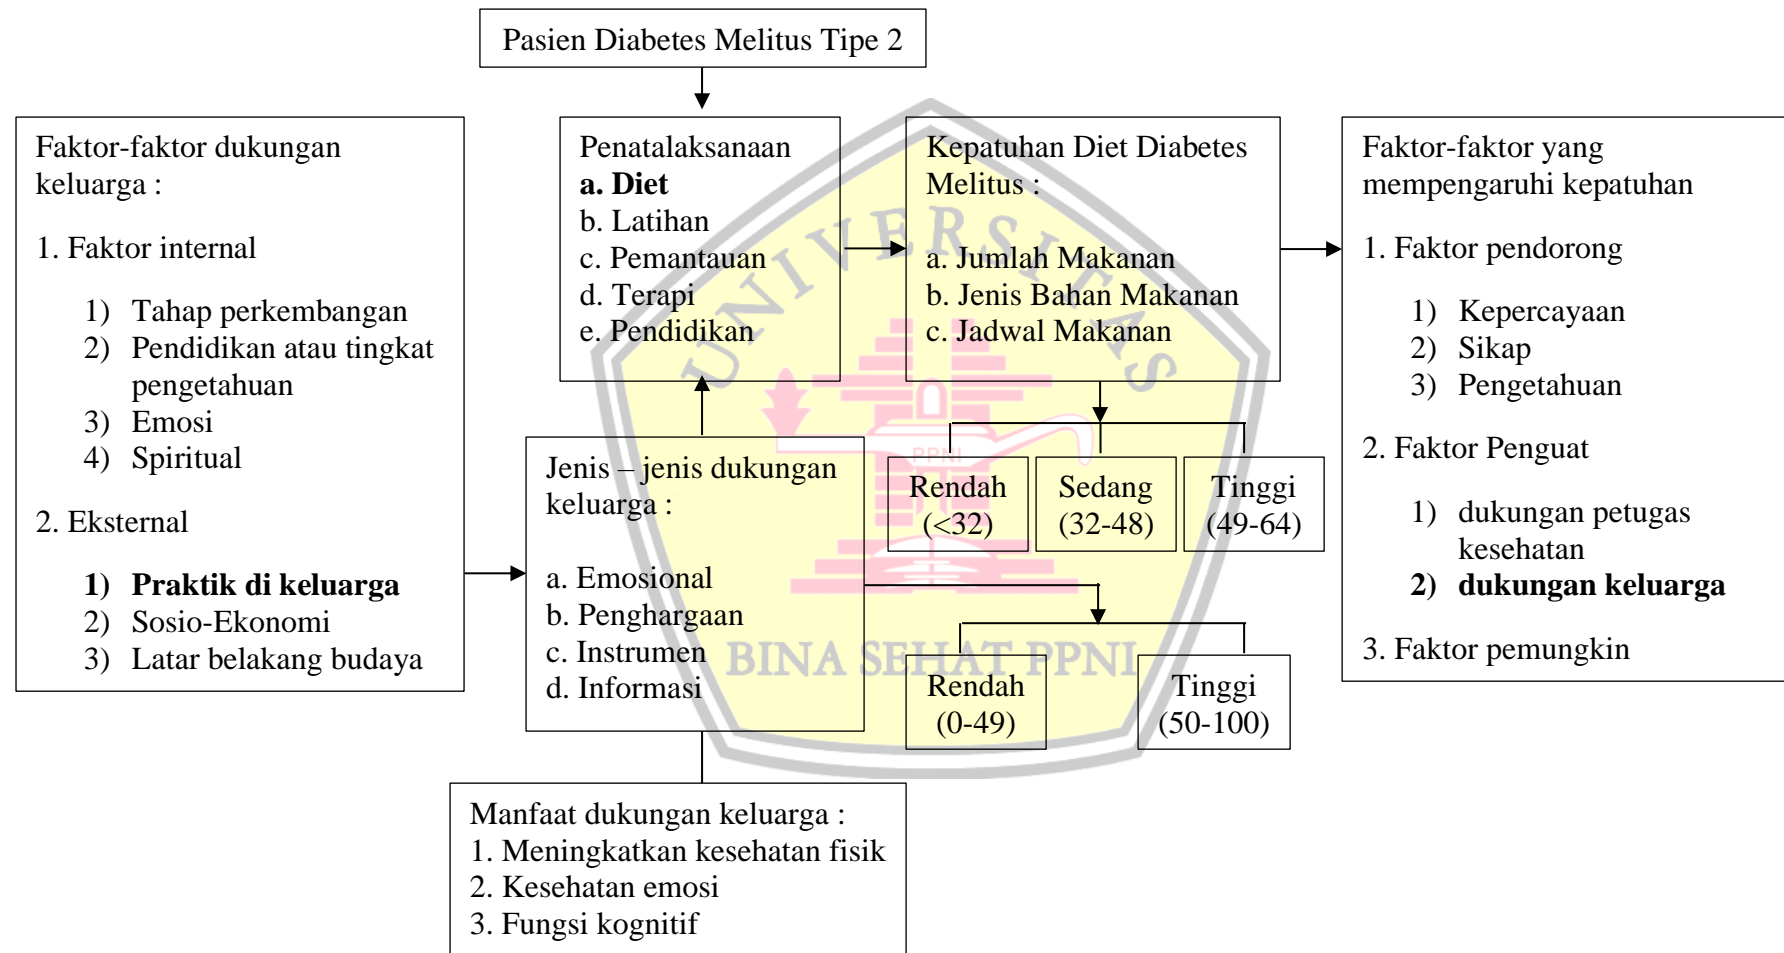 Pasien Diabetes Melitus Tipe 2
Faktor-faktor dukungan
keluarga :
1. Faktor internal
1) Tahap perkembangan
2) Pendidikan atau tingkat
pengetahuan
3) Emosi
4) Spiritual
2. Eksternal
1) Praktik di keluarga
2) Sosio-Ekonomi
3) Latar belakang budaya
Penatalaksanaan
a. Diet
b. Latihan
c. Pemantauan
d. Terapi
e. Pendidikan
Kepatuhan Diet Diabetes
Melitus :
a. Jumlah Makanan
b. Jenis Bahan Makanan
c. Jadwal Makanan
Faktor-faktor yang
mempengaruhi kepatuhan
1. Faktor pendorong
1) Kepercayaan
2) Sikap
3) Pengetahuan
2. Faktor Penguat
1) dukungan petugas
kesehatan
2) dukungan keluarga
3. Faktor pemungkin
Jenis – jenis dukungan
keluarga :
a. Emosional
b. Penghargaan
c. Instrumen
d. Informasi
Rendah
(<32)
Sedang
(32-48)
Tinggi
(49-64)
Rendah
(0-49)
Tinggi
(50-100)
Manfaat dukungan keluarga :
1. Meningkatkan kesehatan fisik
2. Kesehatan emosi
3. Fungsi kognitif
UNIVERSITAS
PPNI
BINA SEHAT PPNI